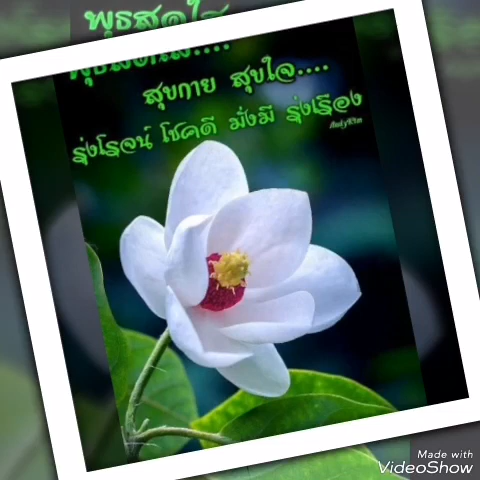 พุธสดใส
สุขกาย สุขใจ....
รุ่งโรจน์ โชคดี มั่งมี รุ่งเรือง
Made with
VideoShow